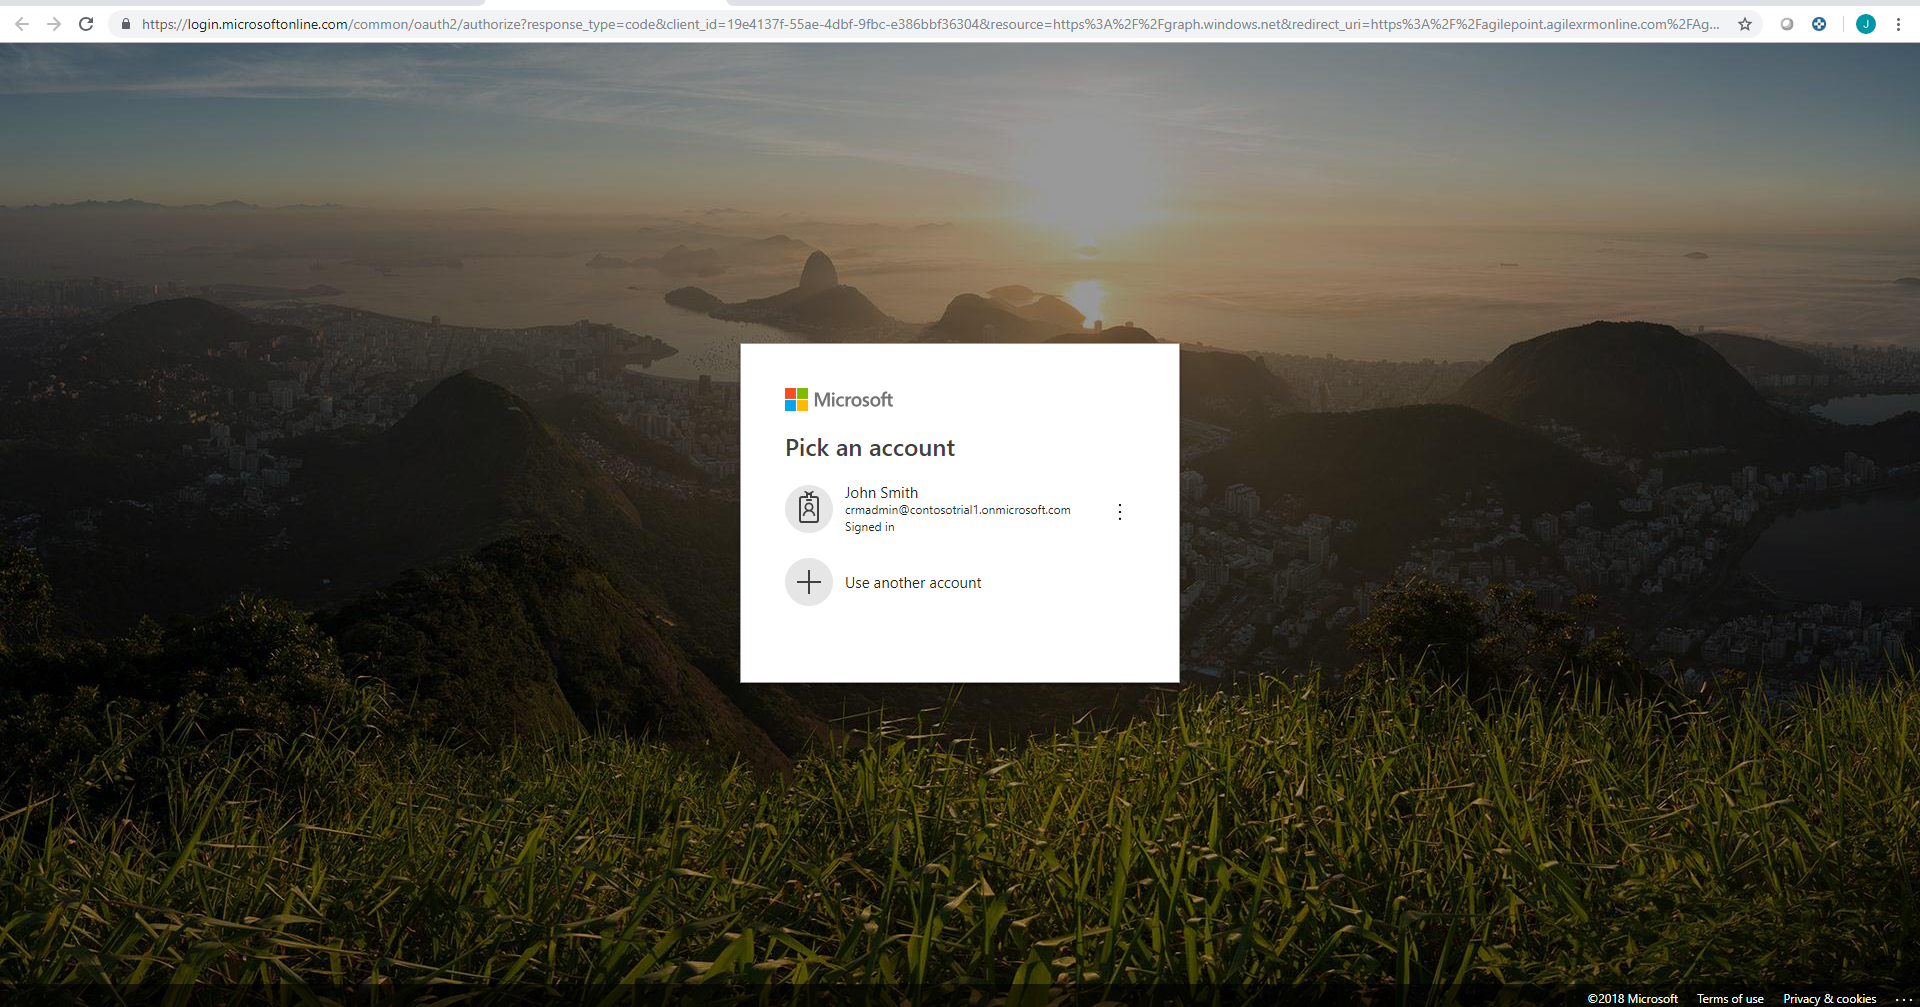 https://login.microsoftonline.com/common/oauth2/authorize?response_type=code&client_id=19e4137f-55ae-4dbf-9fbc-e386bbf36304&resource=https%3A%2F%2Fgraph.windows.net&redirect_uri=https%3A%2F%2Fagilepoint.agilexrmonline.com%2FAg...
J
Microsoft
Pick an account
John Smith
crmadmin@contosotrial1.onmicrosoft.com
Signed in
Use another account
©2018 Microsoft Terms of use Privacy & cookies ...